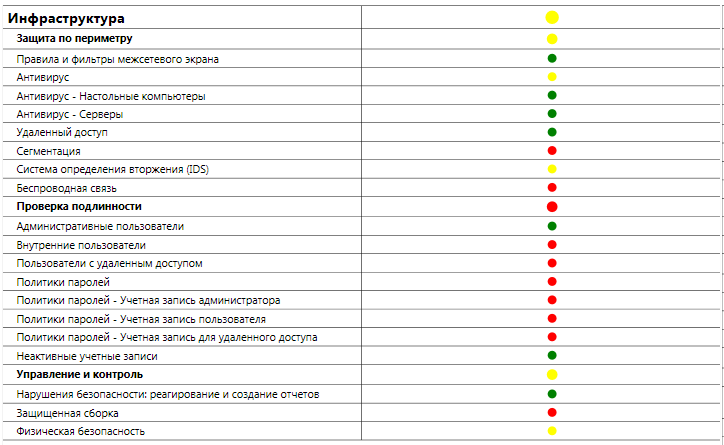 Инфраструктура
Защита по периметру
Правила и фильтры межсетевого экрана
Антивирус
Антивирус - Настольные компьютеры
Антивирус - Серверы
Удаленный доступ
Сегментация
Система определения вторжения (IDS)
Беспроводная связь
Проверка подлинности
Административные пользователи
Внутренние пользователи
Пользователи с удаленным доступом
Политики паролей
Политики паролей - Учетная запись администратора
Политики паролей - Учетная запись пользователя
Политики паролей - Учетная запись для удаленного доступа
Неактивные учетные записи
Управление и контроль
Нарушения безопасности: реагирование и создание отчетов
Защищенная сборка
Физическая безопасность